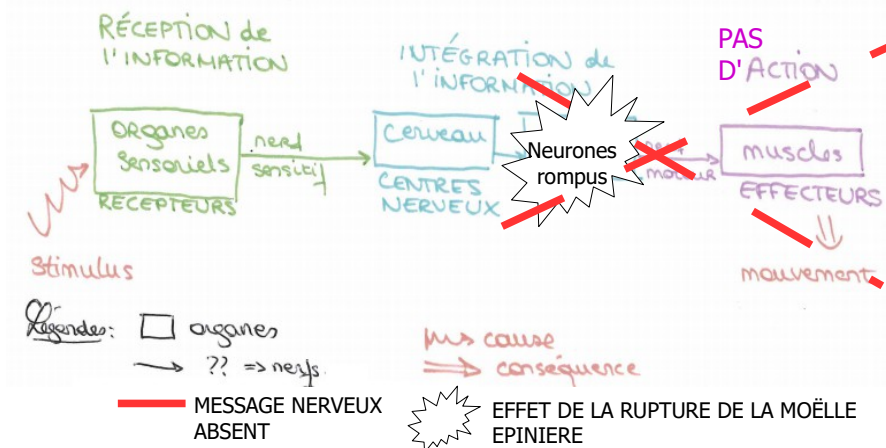 RÉCEPTION de
l'INFORMATION
INTÉGRATION de
l'INFORMATION
PAS
D'ACTION
ORGANES
Sensoriels
RÉCEPTEURS
nerf
sensitif
Cerveau
CENTRES
NERVEUX
Neurones
rompus
moteur
muscles
EFFECTEURS
Stimulus
mouvement
Légendes:
organes
?? => nerfs
cause
conséquence
MESSAGE NERVEUX
ABSENT
EFFET DE LA RUPTURE DE LA MOËLLE
EPINIERE